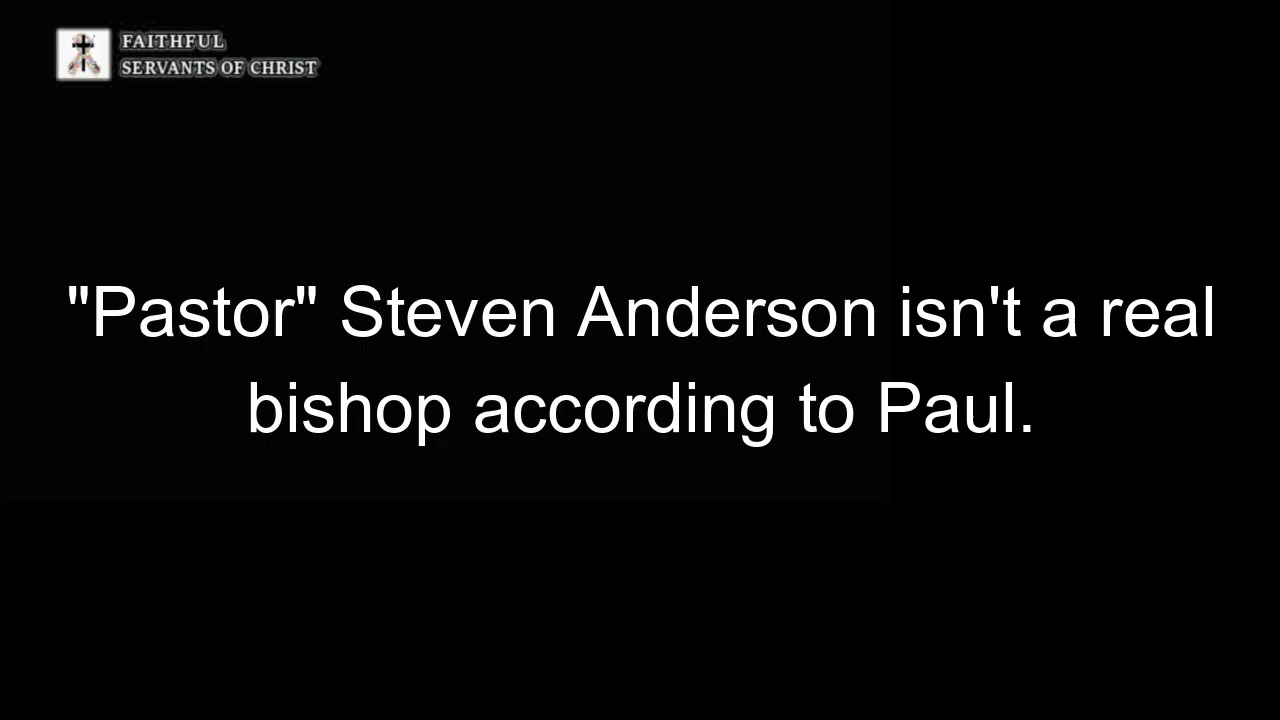 FAITHFUL
SERVANTS OF CHRIST
"Pastor" Steven Anderson isn't a real
bishop according to Paul.